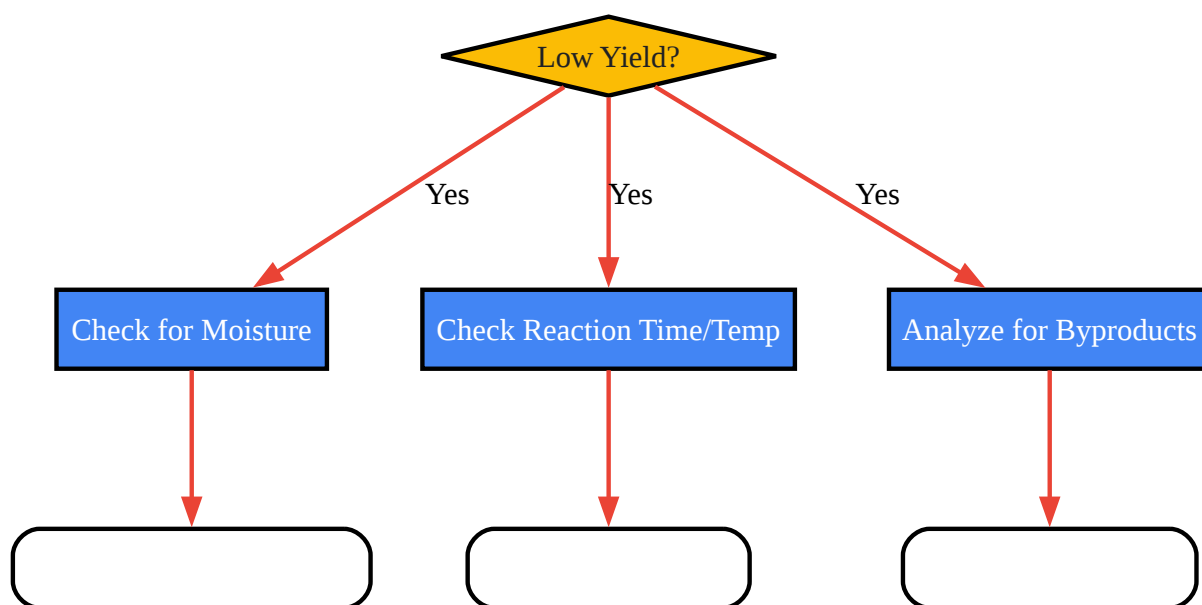 Low Yield?
Yes
Yes
Yes
Check for Moisture
Check Reaction Time/Temp
Analyze for Byproducts